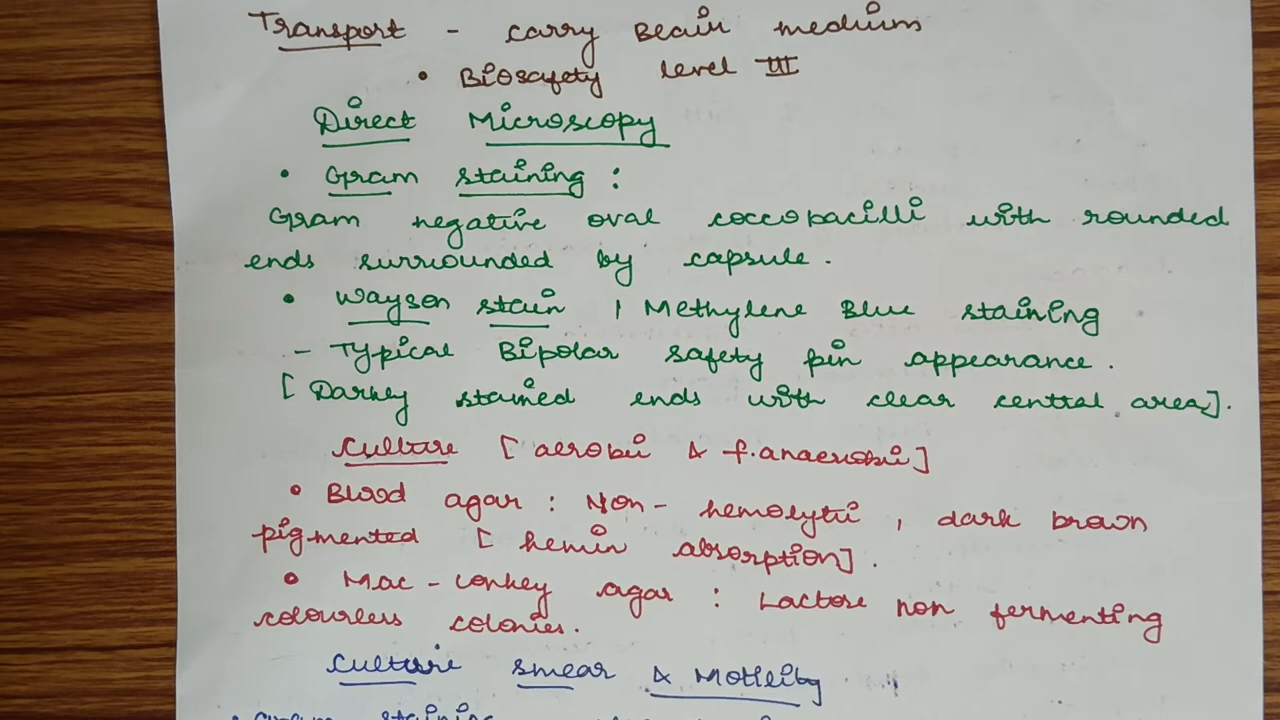 Transport - carry Blair medium
• Biosafety level III
Direct Microscopy
• Gram staining :
Gram negative oval coccobacilli with rounded
ends surrounded by capsule.
• Wayson stain / Methylene Blue staining
- Typical Bipolar safety pin appearance.
[Darkey stained ends with clear central area].
Culture [aerobic & f.anaerobic]
• Blood agar : Non-hemolytic, dark brown
pigmented [hemin absorption].
• Mac-conkey agar : Lactose non fermenting
colourless colonies.
Culture smear & Motility
• Gram staining